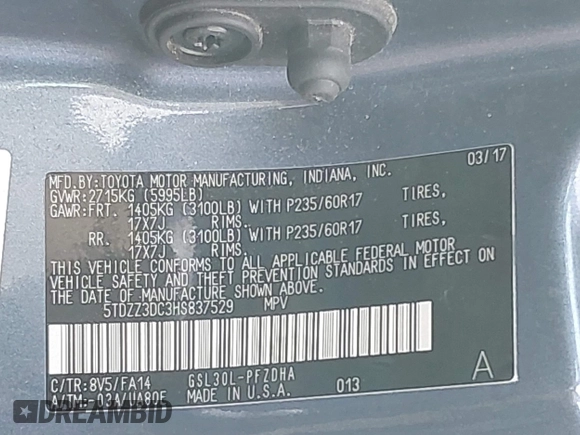 MFD.BY:TOYOTA MOTOR MANUFACTURING, INDIANA, INC. 03/17
GVWR:2715KG (5995LB)
GAWR:FRT. 1405KG (3100LB) WITH P235/60R17 TIRES,
17X7J RIMS.
RR. 1405KG (3100LB) WITH P235/60R17 TIRES,
17X7J RIMS.
THIS VEHICLE CONFORMS TO ALL APPLICABLE FEDERAL MOTOR
VEHICLE SAFETY AND THEFT PREVENTION STANDARDS IN EFFECT ON
THE DATE OF MANUFACTURE SHOWN ABOVE.
5TDZZ3DC3HS837529 MPV
C/TR:8V5/FA14 GSL30L-PFZDHA
A/TM:-03A/UA80E MADE IN U.S.A. 013 A
DREAMBID.COM